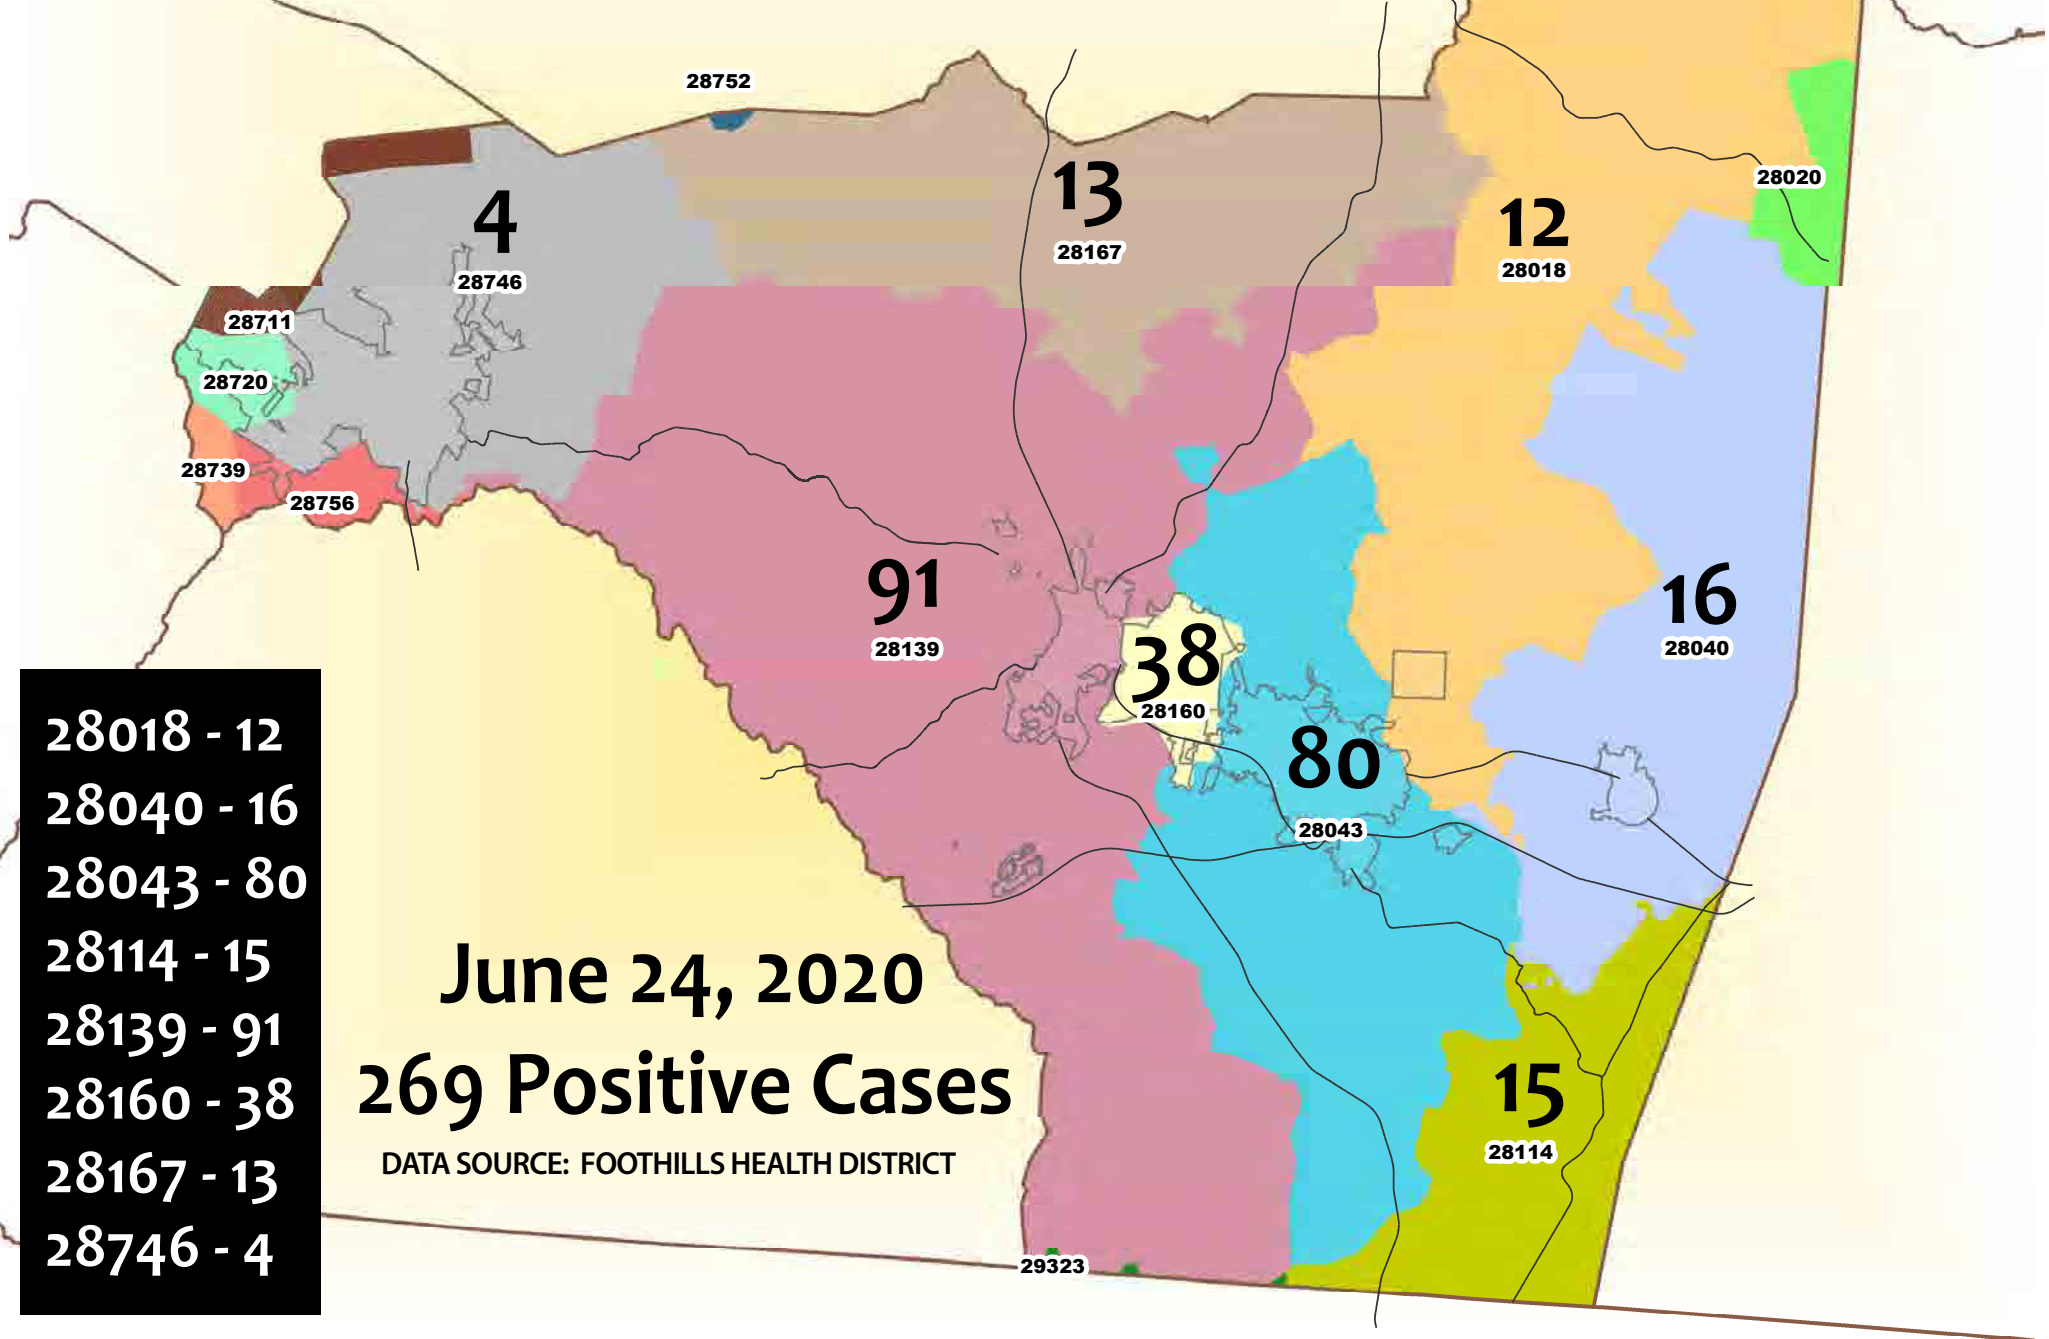 28752
28020
4
28746
13
28167
12
28018
28711
28720
28739
28756
91
28139
38
28160
16
28040
80
28043
28018 - 12
28040 - 16
28043 - 80
28114 - 15
28139 - 91
28160 - 38
28167 - 13
28746 - 4
June 24, 2020
269 Positive Cases
DATA SOURCE: FOOTHILLS HEALTH DISTRICT
15
28114
29323